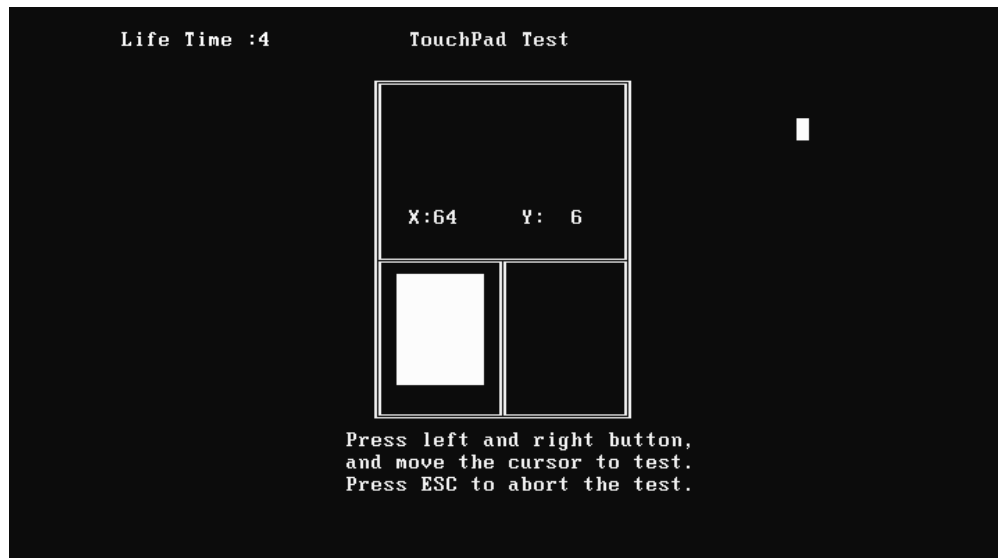 Life Time :4 TouchPad Test
X:64 Y: 6
Press left and right button,
and move the cursor to test.
Press ESC to abort the test.